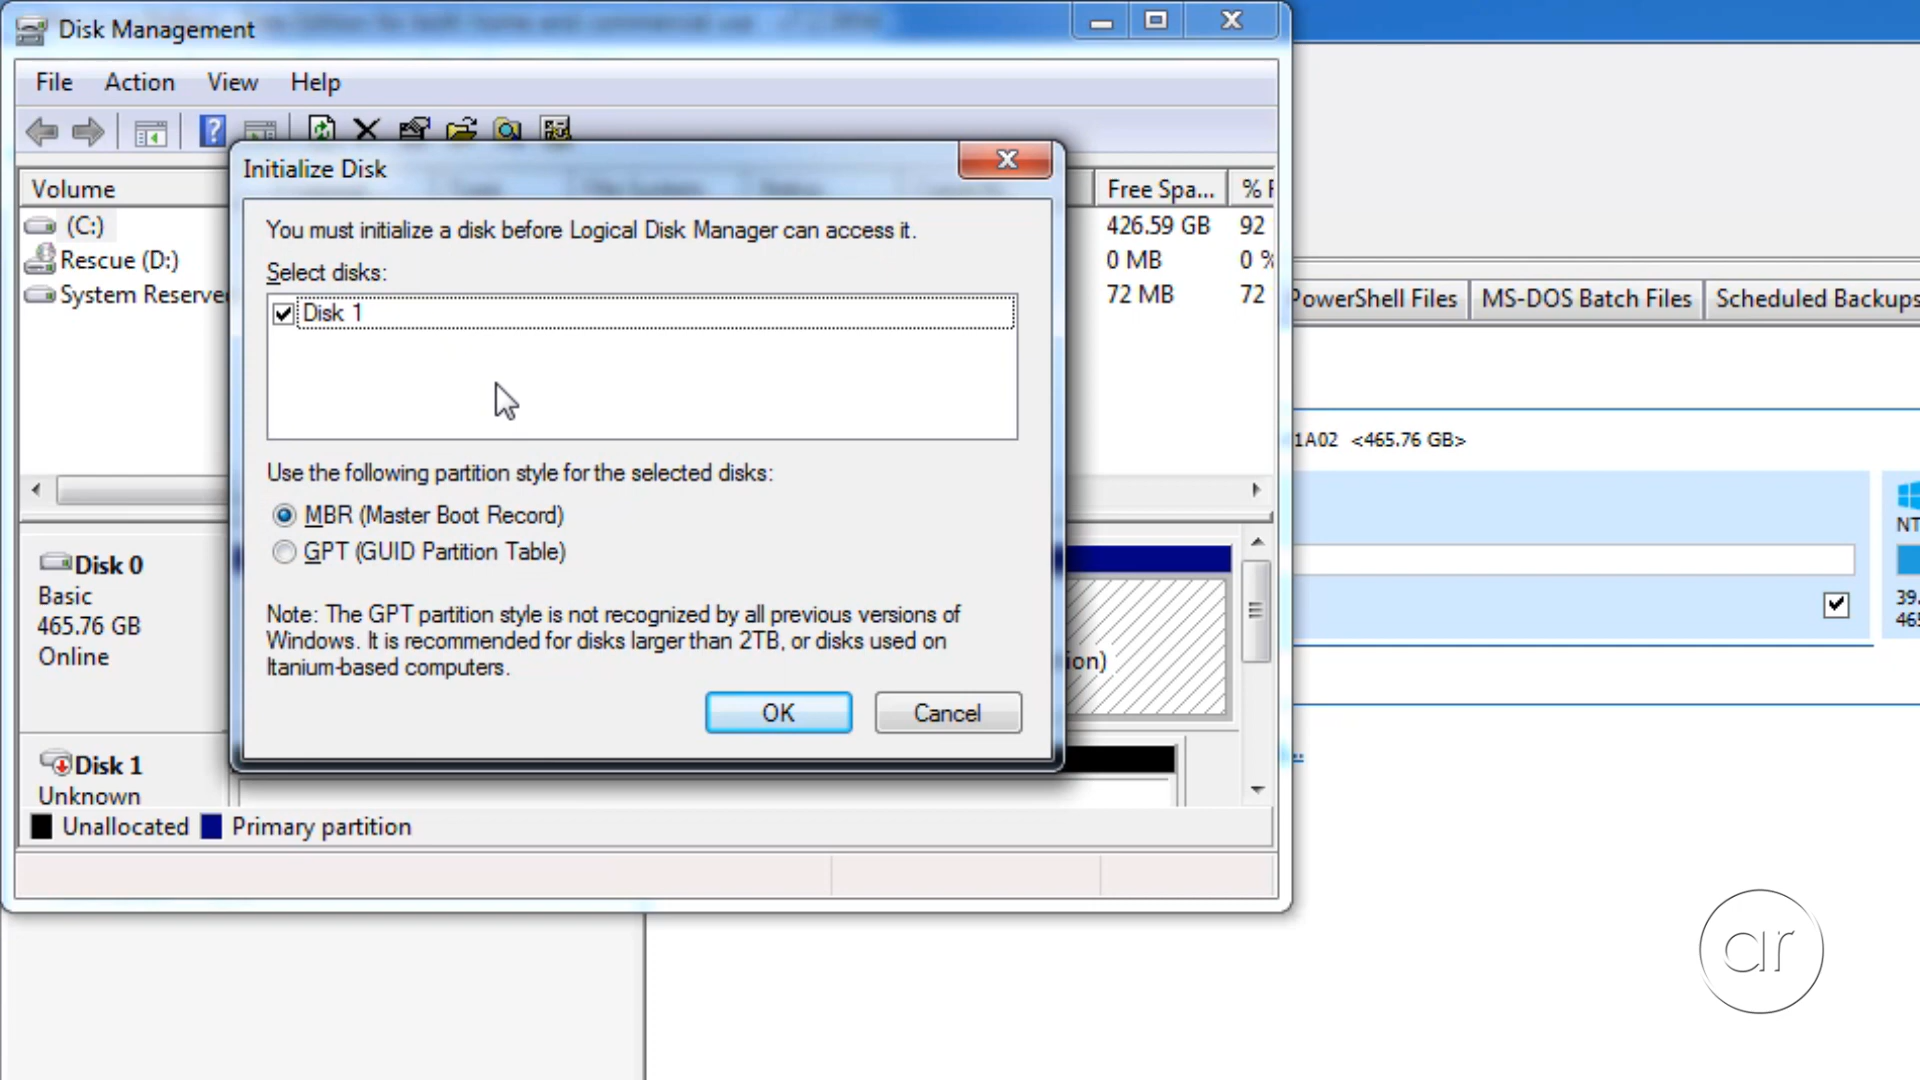 Disk Management
File Action View Help
Initialize Disk
Volume
Free Spa... % F
(C:)
426.59 GB 92
Rescue (D:)
0 MB 0 %
System Reserve
72 MB 72
You must initialize a disk before Logical Disk Manager can access it.
Select disks:
Disk 1
Use the following partition style for the selected disks:
MBR (Master Boot Record)
GPT (GUID Partition Table)
Note: The GPT partition style is not recognized by all previous versions of
Windows. It is recommended for disks larger than 2TB, or disks used on
Itanium-based computers.
OK Cancel
Disk 0
Basic
465.76 GB
Online
ion)
Disk 1
Unknown
Unallocated Primary partition
PowerShell Files MS-DOS Batch Files Scheduled Backups
1A02 <465.76 GB>
NT
39.
465
ar